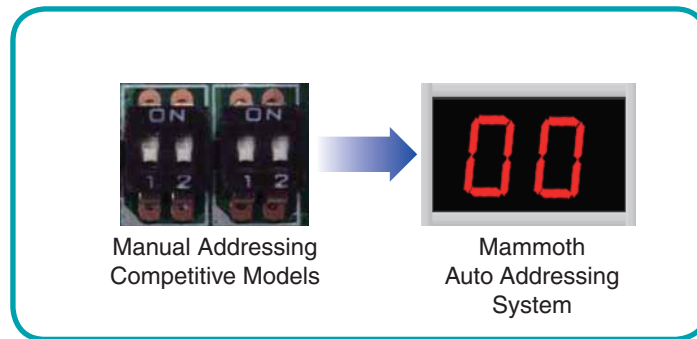 ON ON
1 2 1 2
00
Manual Addressing
Competitive Models
Mammoth
Auto Addressing
System